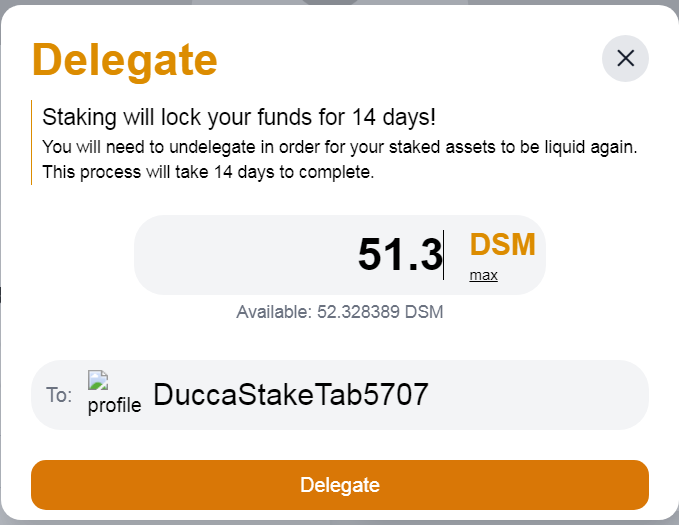 Delegate
Staking will lock your funds for 14 days!
You will need to undelegate in order for your staked assets to be liquid again.
This process will take 14 days to complete.
51.3 DSM
max
Available: 52.328389 DSM
To: profile DuccaStakeTab5707
Delegate